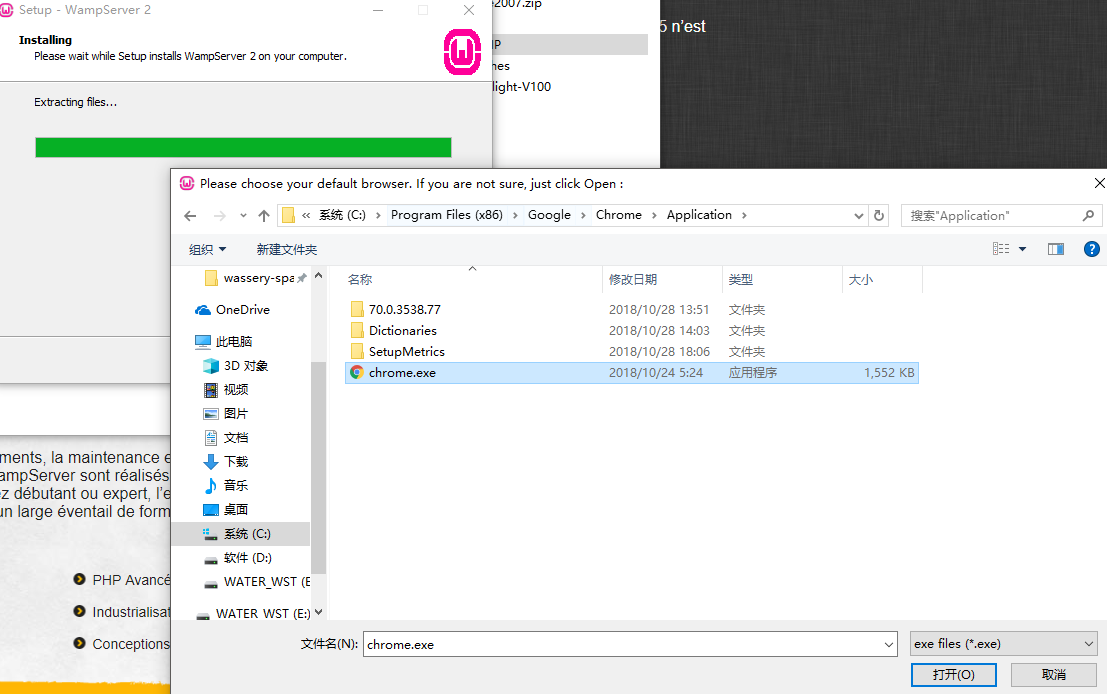 Setup - WampServer 2
e2007.zip
Installing
Please wait while Setup installs WampServer 2 on your computer.
5 n'est
IP
nes
light-V100
Extracting files...
Please choose your default browser. If you are not sure, just click Open :
« 系统 (C:) › Program Files (x86) › Google › Chrome › Application ›
搜索"Application"
组织 新建文件夹
wassery-spa
OneDrive
此电脑
3D 对象
视频
图片
文档
下载
音乐
桌面
系统 (C:)
软件 (D:)
WATER_WST (E
WATER_WST (E:)
名称 修改日期 类型 大小
70.0.3538.77 2018/10/28 13:51 文件夹
Dictionaries 2018/10/28 14:03 文件夹
SetupMetrics 2018/10/28 18:06 文件夹
chrome.exe 2018/10/24 5:24 应用程序 1,552 KB
ments, la maintenance e
ampServer sont réalisés
z débutant ou expert, l'e
un large éventail de form
PHP Avancé
Industrialisat
Conceptions
文件名(N): chrome.exe
exe files (*.exe)
打开(O) 取消